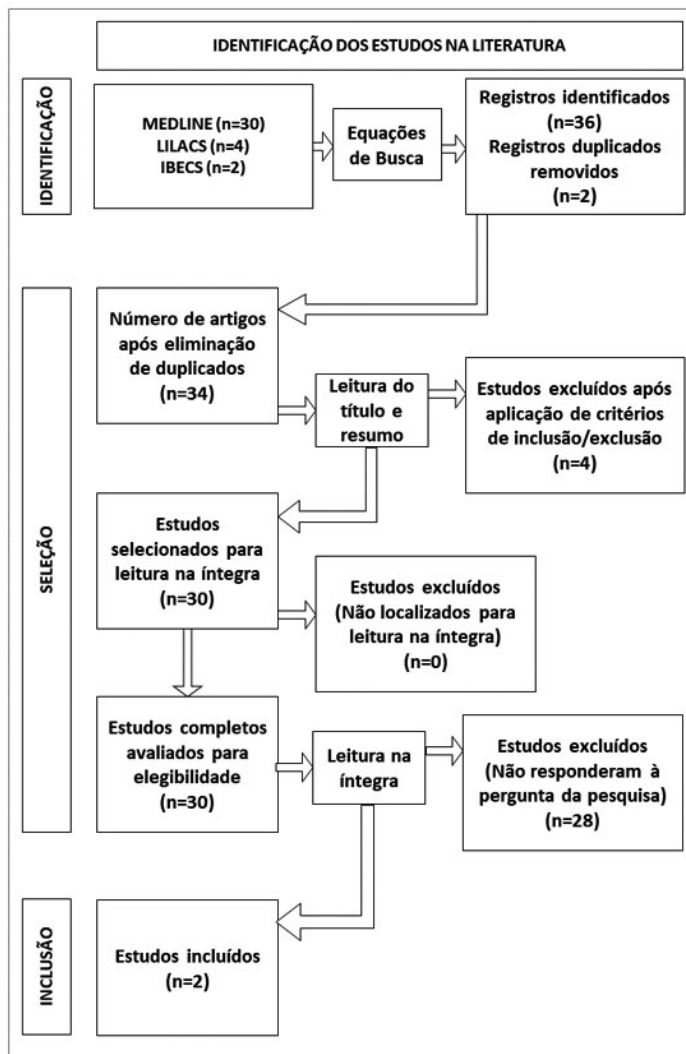 IDENTIFICAÇÃO DOS ESTUDOS NA LITERATURA
IDENTIFICAÇÃO
MEDLINE (n=30)
LILACS (n=4)
IBECS (n=2)
Equações
de Busca
Registros identificados
(n=36)
Registros duplicados
removidos
(n=2)
SELEÇÃO
Número de artigos
após eliminação
de duplicados
(n=34)
Leitura do
título e
resumo
Estudos excluídos após
aplicação de critérios
de inclusão/exclusão
(n=4)
Estudos
selecionados para
leitura na íntegra
(n=30)
Estudos excluídos
(Não localizados para
leitura na íntegra)
(n=0)
Estudos completos
avaliados para
elegibilidade
(n=30)
Leitura na
íntegra
Estudos excluídos
(Não responderam à
pergunta da pesquisa)
(n=28)
INCLUSÃO
Estudos incluídos
(n=2)